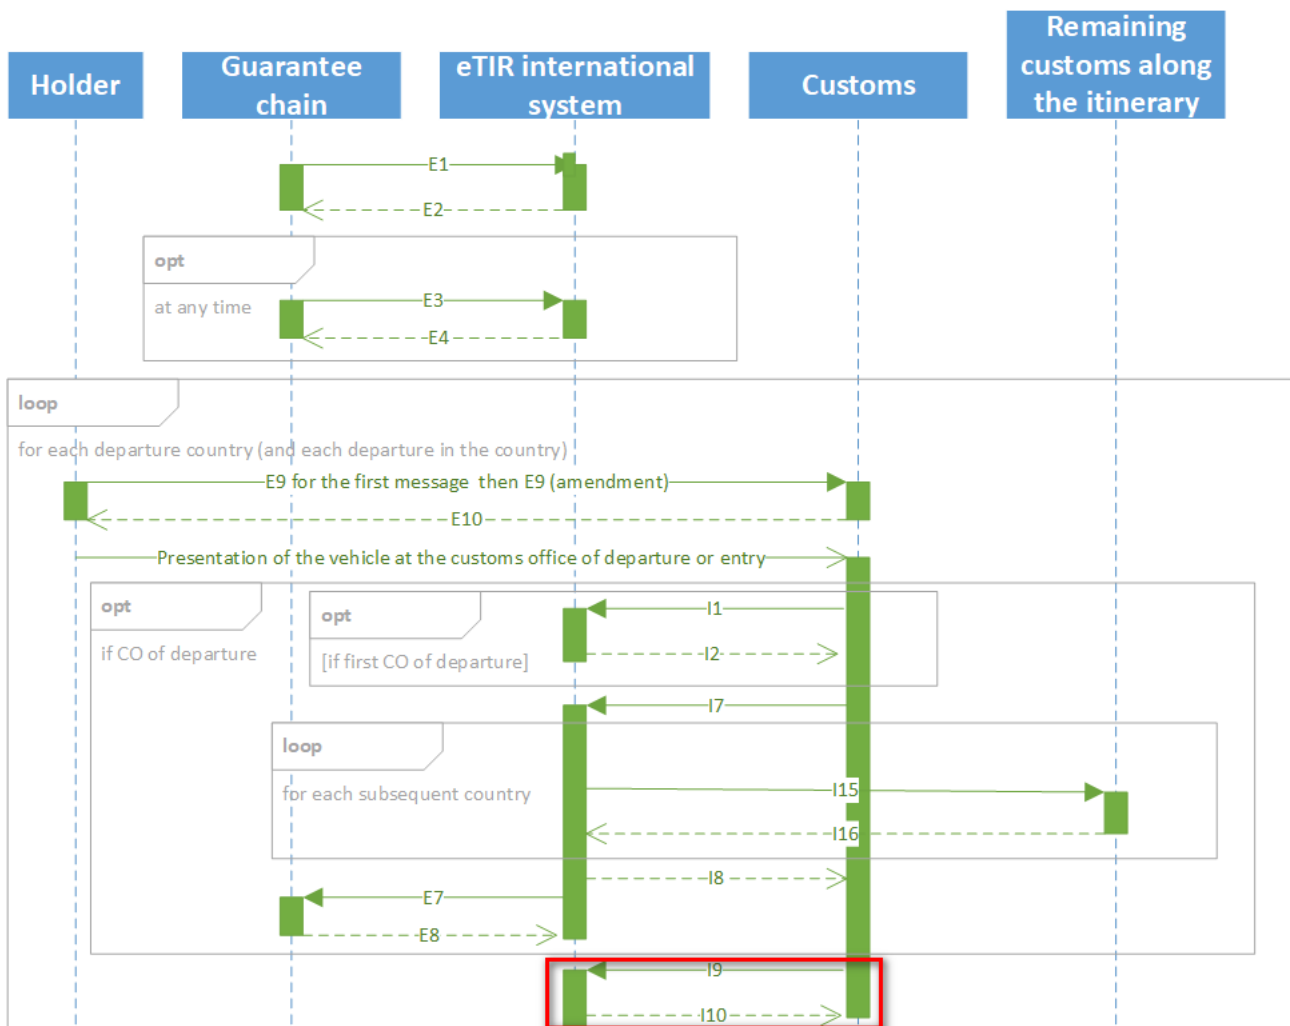 Holder
Guarantee
chain
eTIR international
system
Customs
Remaining
customs along
the itinerary
E1
E2
opt
at any time
E3
E4
loop
for each departure country (and each departure in the country)
E9 for the first message then E9 (amendment)
E10
Presentation of the vehicle at the customs office of departure or entry
opt
if CO of departure
opt
[if first CO of departure]
I1
I2
I7
loop
for each subsequent country
I15
I16
I8
E7
E8
I9
I10